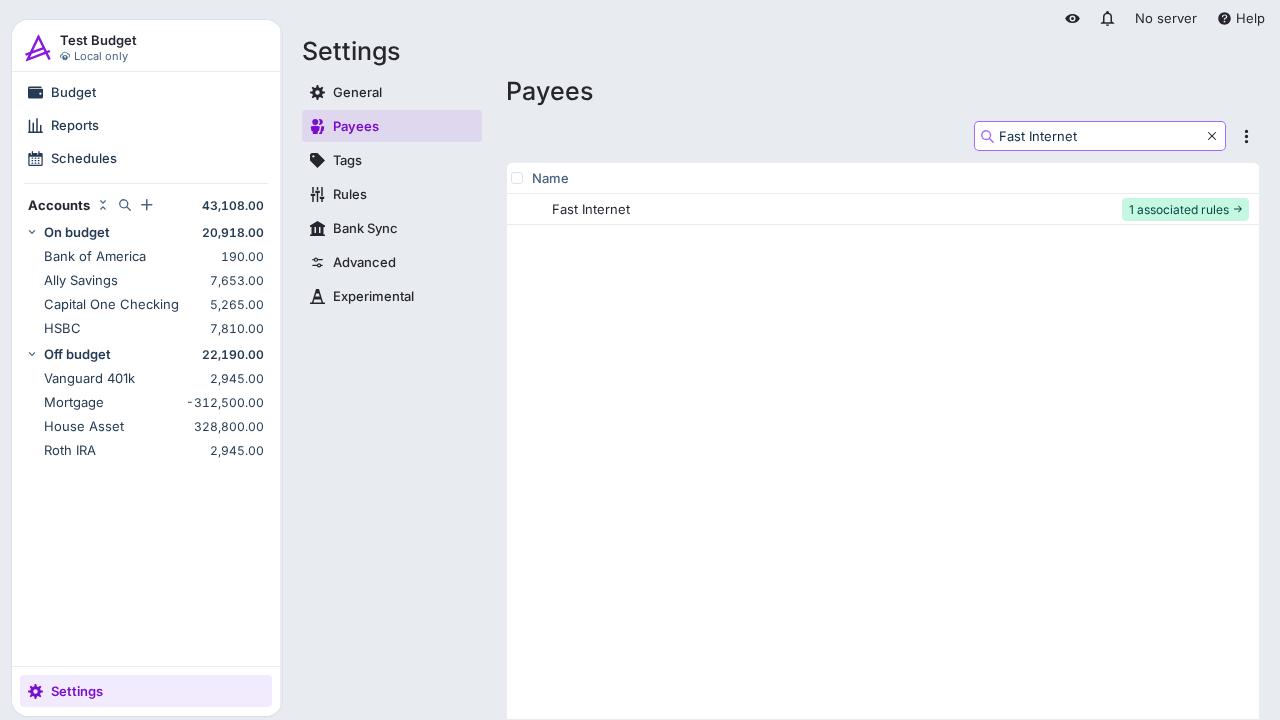 Test Budget
Local only
Budget
Reports
Schedules
Accounts 43,108.00
On budget 20,918.00
Bank of America 190.00
Ally Savings 7,653.00
Capital One Checking 5,265.00
HSBC 7,810.00
Off budget 22,190.00
Vanguard 401k 2,945.00
Mortgage -312,500.00
House Asset 328,800.00
Roth IRA 2,945.00
Settings
No server
Help
Settings
General
Payees
Tags
Rules
Bank Sync
Advanced
Experimental
Payees
Fast Internet
Name
Fast Internet 1 associated rules →